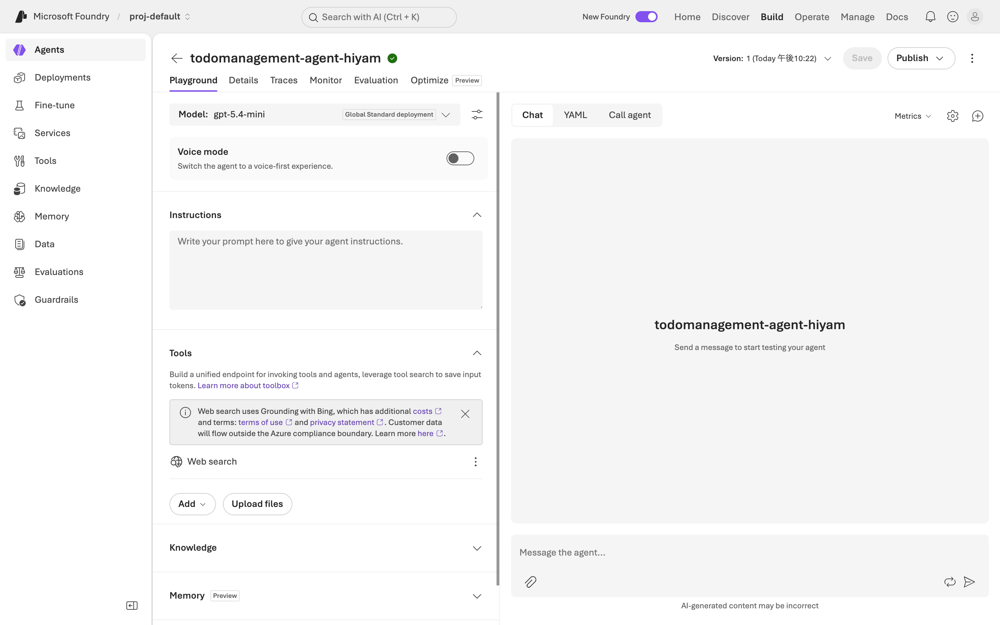 Microsoft Foundry / proj-default
Search with AI (Ctrl + K)
New Foundry
Home Discover Build Operate Manage Docs
Agents
Deployments
Fine-tune
Services
Tools
Knowledge
Memory
Data
Evaluations
Guardrails
todomanagement-agent-hiyam
Version: 1 (Today 午後10:22)
Save
Publish
Playground Details Traces Monitor Evaluation Optimize Preview
Model: gpt-5.4-mini Global Standard deployment
Voice mode
Switch the agent to a voice-first experience.
Instructions
Write your prompt here to give your agent instructions.
Tools
Build a unified endpoint for invoking tools and agents, leverage tool search to save input
tokens. Learn more about toolbox
Web search uses Grounding with Bing, which has additional costs
and terms: terms of use and privacy statement. Customer data
will flow outside the Azure compliance boundary. Learn more here.
Web search
Add Upload files
Knowledge
Memory Preview
Chat YAML Call agent
Metrics
todomanagement-agent-hiyam
Send a message to start testing your agent
Message the agent...
AI-generated content may be incorrect